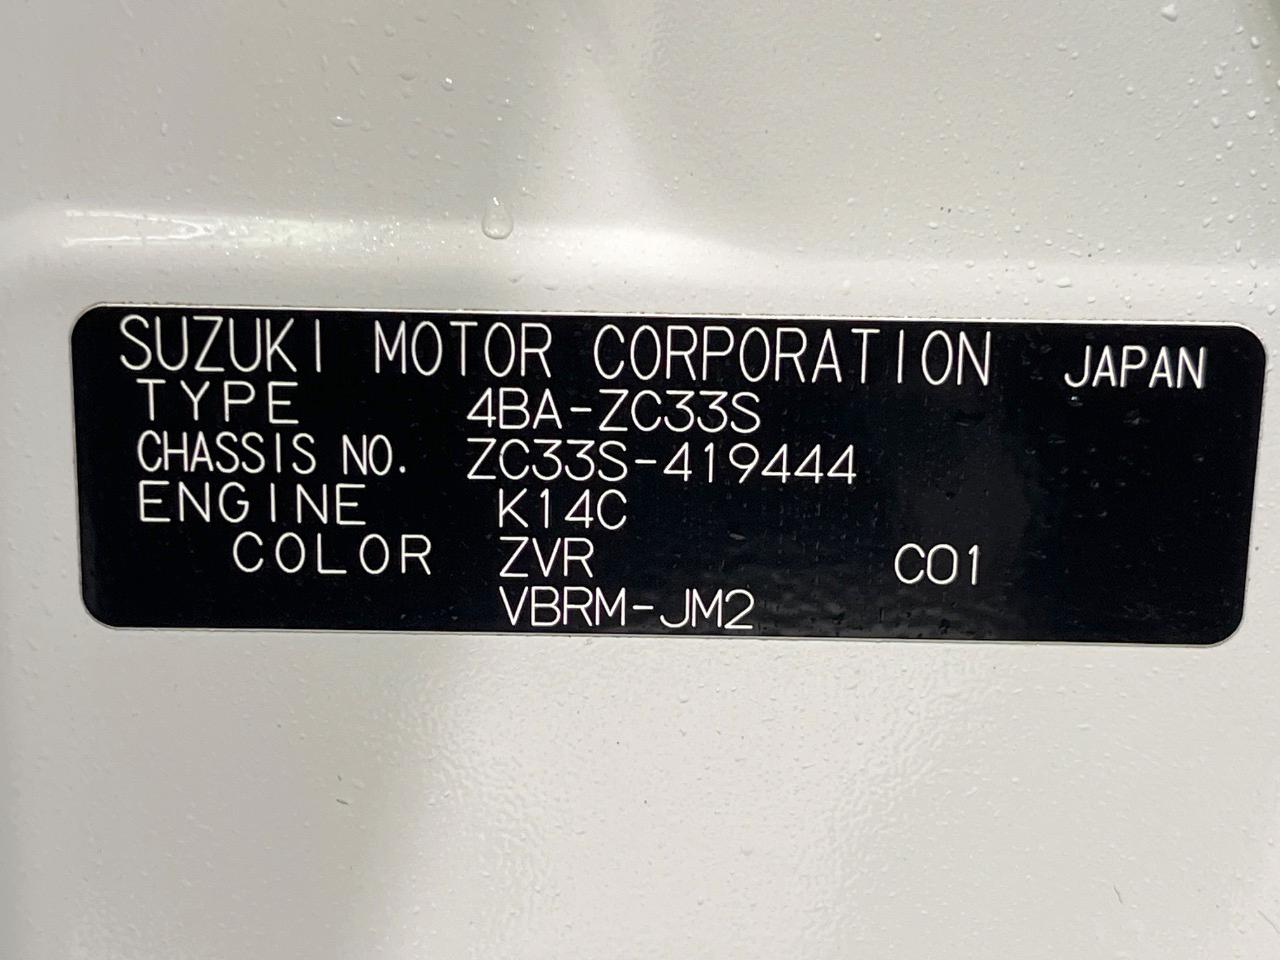 SUZUKI MOTOR CORPORATION JAPAN
TYPE 4BA-ZC33S
CHASSIS NO. ZC33S-419444
ENGINE K14C
COLOR ZVR C01
VBRM-JM2